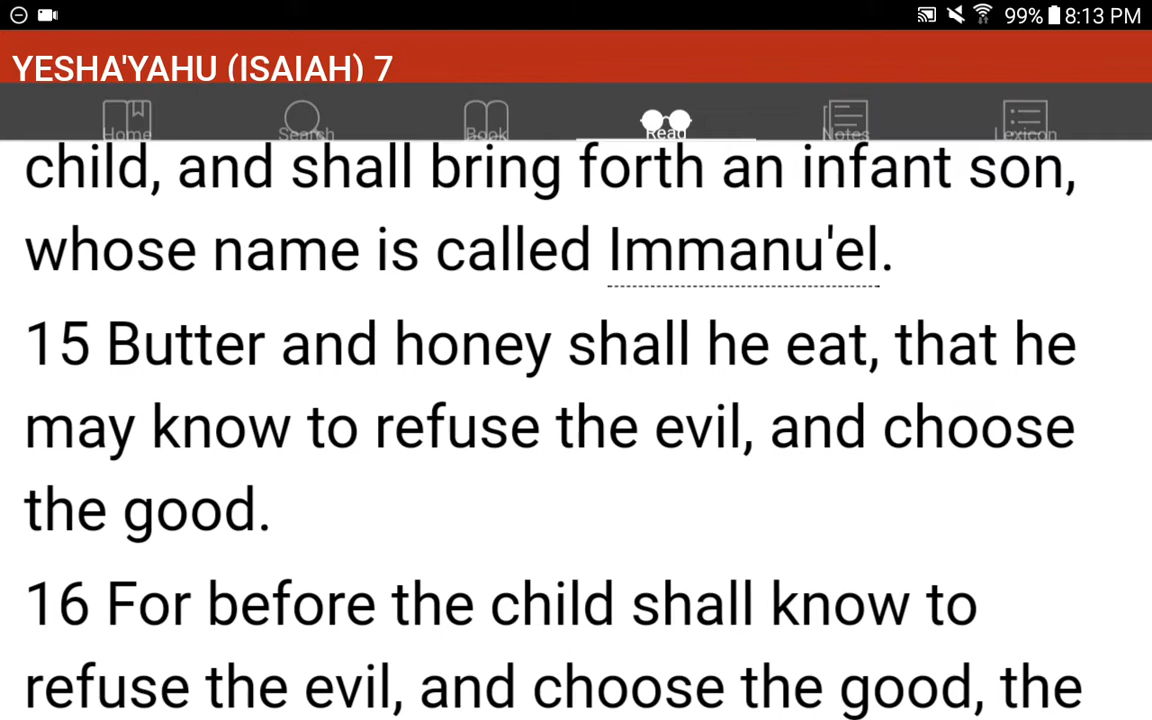 99% 8:13 PM
YESHA'YAHU (ISAIAH) 7
Home Search Book Read Notes Lexicon
child, and shall bring forth an infant son,
whose name is called Immanu'el.
15 Butter and honey shall he eat, that he
may know to refuse the evil, and choose
the good.
16 For before the child shall know to
refuse the evil, and choose the good, the